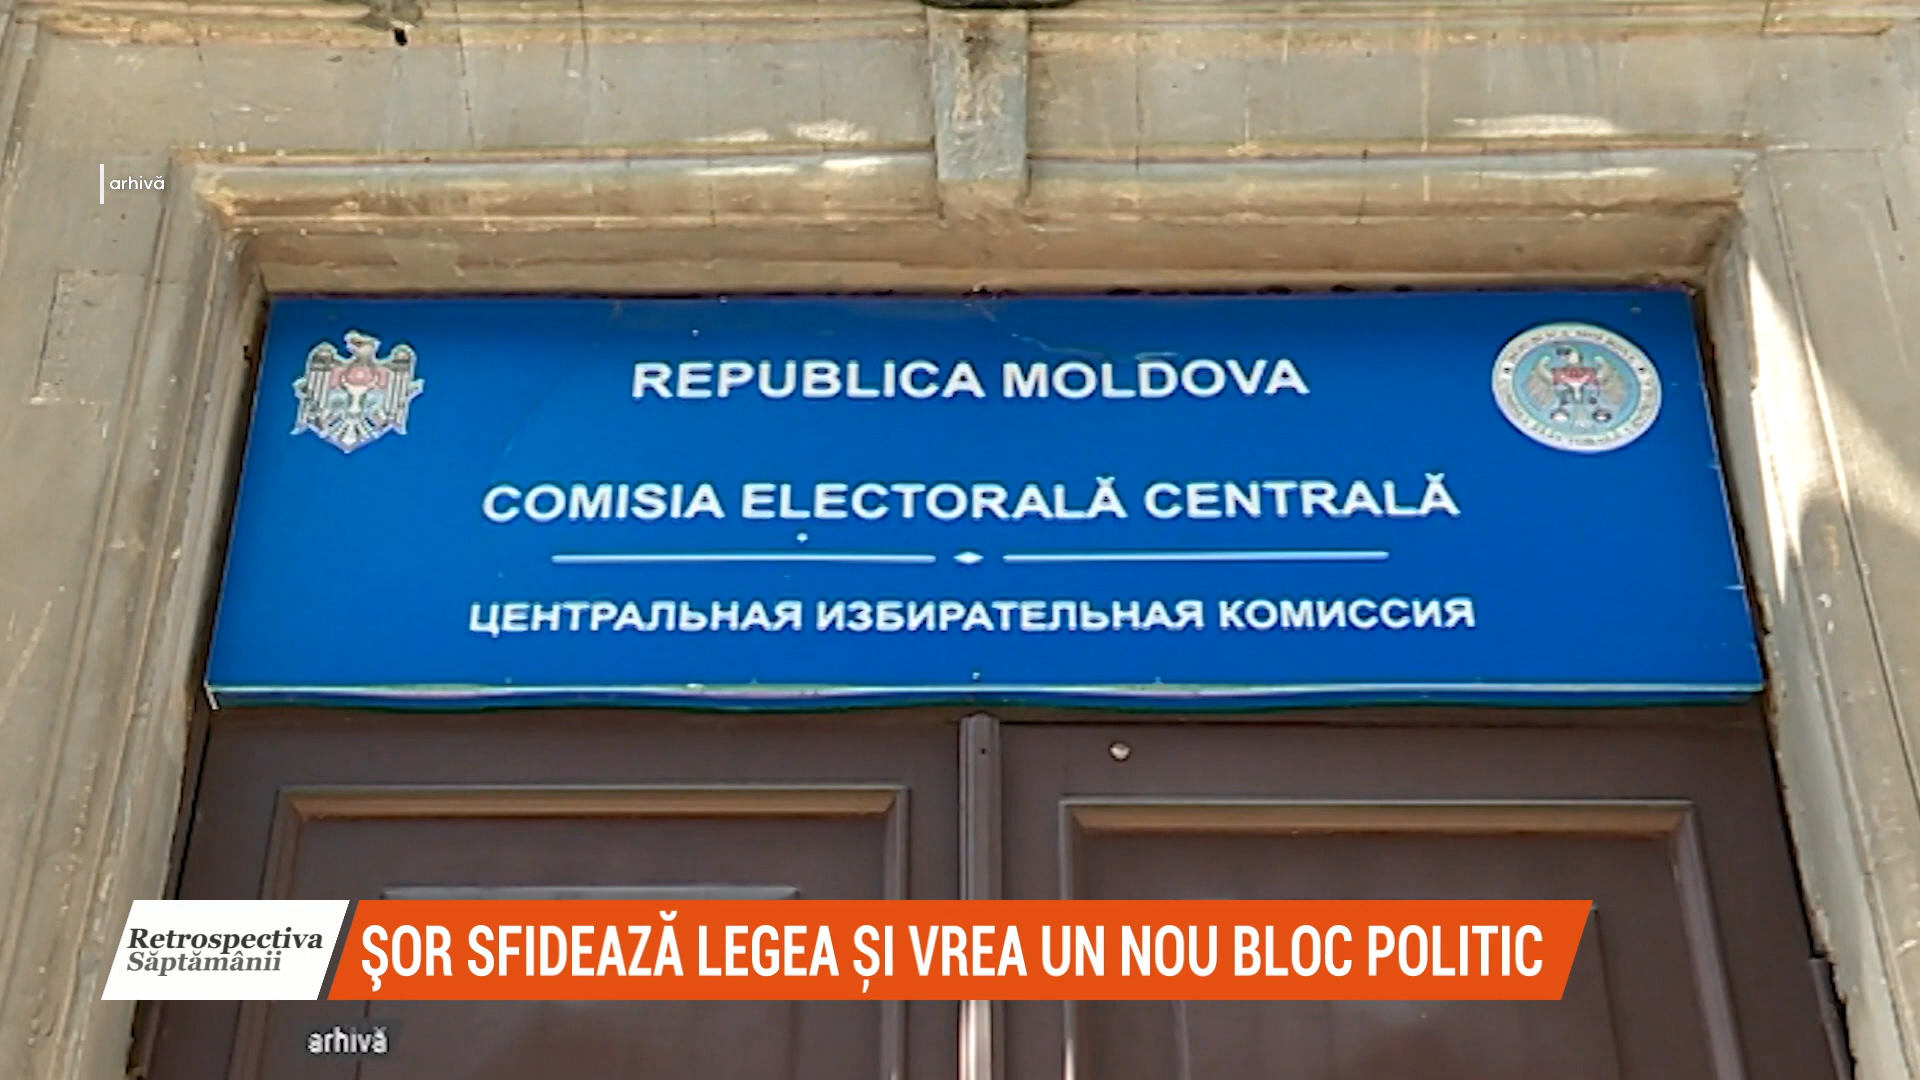 arhivă
REPUBLICA MOLDOVA
COMISIA ELECTORALĂ CENTRALĂ
ЦЕНТРАЛЬНАЯ ИЗБИРАТЕЛЬНАЯ КОМИССИЯ
Retrospectiva
Săptămânii
ŞOR SFIDEAZĂ LEGEA ȘI VREA UN NOU BLOC POLITIC
arhivă